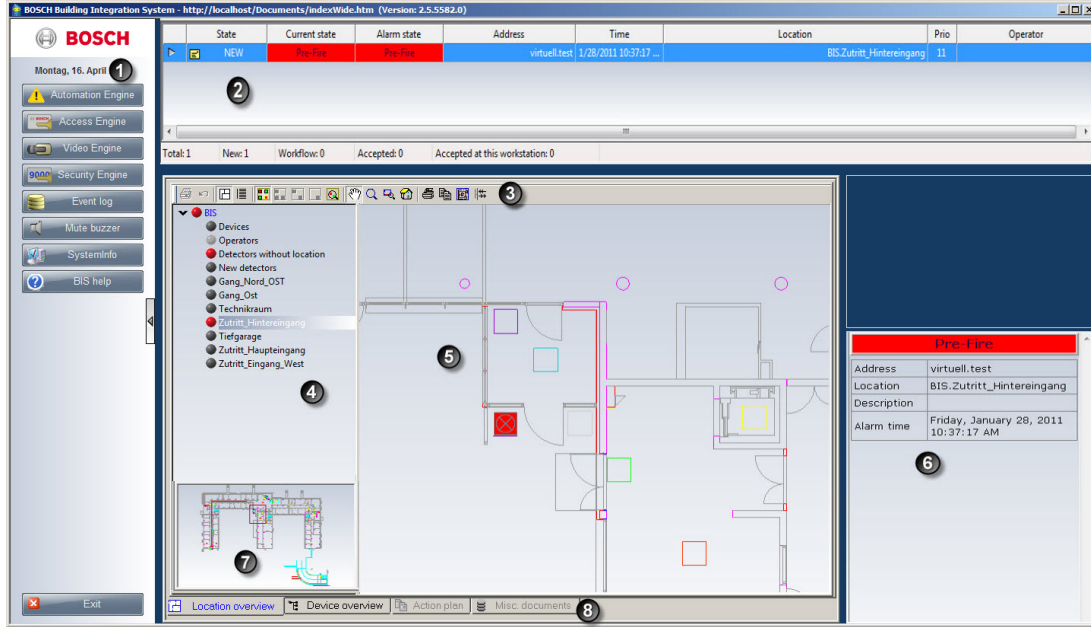 BOSCH Building Integration System - http://localhost/Documents/indexWide.htm (Version: 2.5.5582.0)
BOSCH
Montag, 16. April
1
Automation Engine
Access Engine
Video Engine
9000 Security Engine
Event log
Mute buzzer
SystemInfo
BIS help
Exit
State Current state Alarm state Address Time Location Prio Operator
NEW Pre-Fire Pre-Fire virtuell.test 1/28/2011 10:37:17 ... BIS.Zutritt_Hintereingang 11
2
Total: 1 New: 1 Workflow: 0 Accepted: 0 Accepted at this workstation: 0
3
BIS
Devices
Operators
Detectors without location
New detectors
Gang_Nord_OST
Gang_Ost
Technikraum
Zutritt_Hintereingang
Tiefgarage
Zutritt_Haupteingang
Zutritt_Eingang_West
4
5
7
Location overview Device overview Action plan Misc. documents
8
Pre-Fire
Address virtuell.test
Location BIS.Zutritt_Hintereingang
Description
Alarm time Friday, January 28, 2011
10:37:17 AM
6